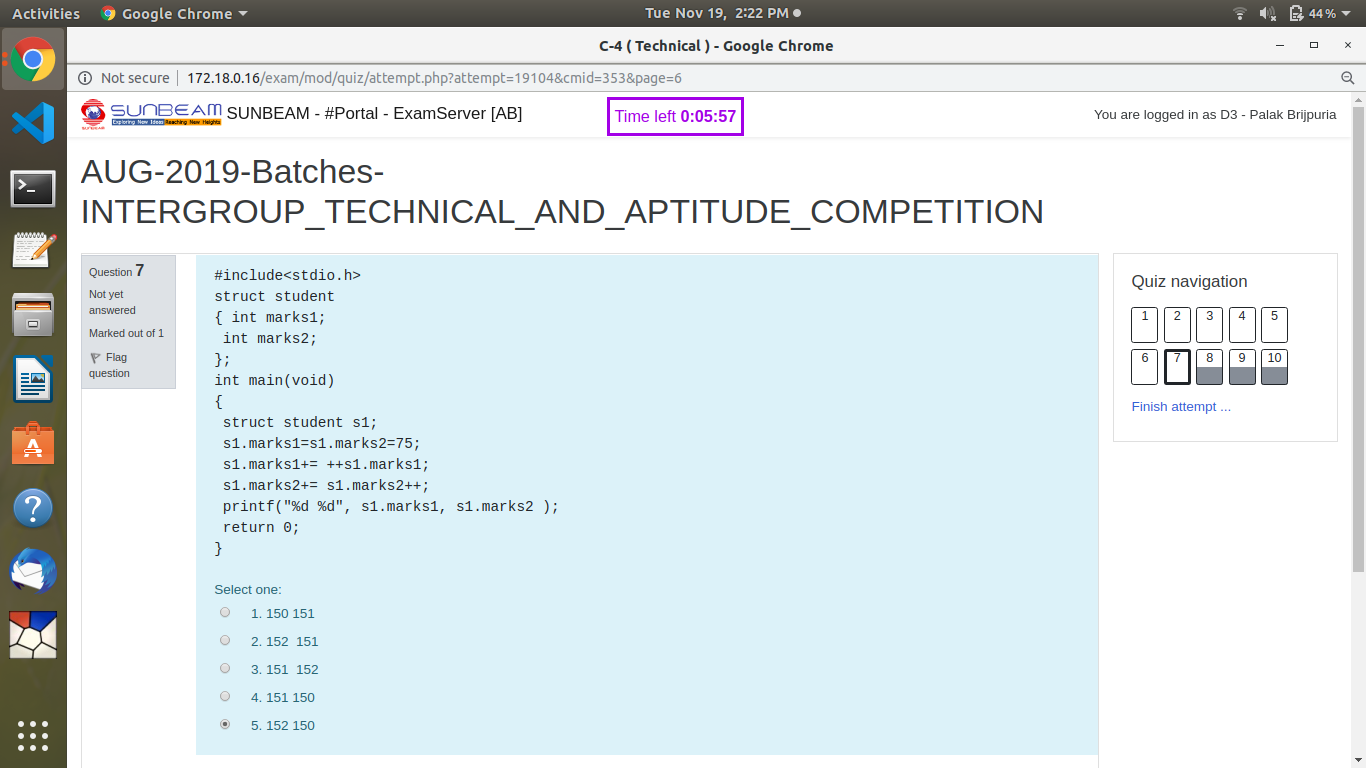 Activities Google Chrome Tue Nov 19, 2:22 PM 44%
C-4 ( Technical ) - Google Chrome
Not secure 172.18.0.16/exam/mod/quiz/attempt.php?attempt=19104&cmid=353&page=6
SUNBEAM SUNBEAM - #Portal - ExamServer [AB] Time left 0:05:57 You are logged in as D3 - Palak Brijpuria
Exploring New Ideas Reaching New Heights
AUG-2019-Batches-
INTERGROUP_TECHNICAL_AND_APTITUDE_COMPETITION
Question 7
Not yet
answered
Marked out of 1
Flag
question
#include<stdio.h>
struct student
{ int marks1;
int marks2;
};
int main(void)
{
struct student s1;
s1.marks1=s1.marks2=75;
s1.marks1+= ++s1.marks1;
s1.marks2+= s1.marks2++;
printf("%d %d", s1.marks1, s1.marks2 );
return 0;
}
Select one:
1. 150 151
2. 152  151
3. 151  152
4. 151 150
5. 152 150
Quiz navigation
1 2 3 4 5
6 7 8 9 10
Finish attempt ...